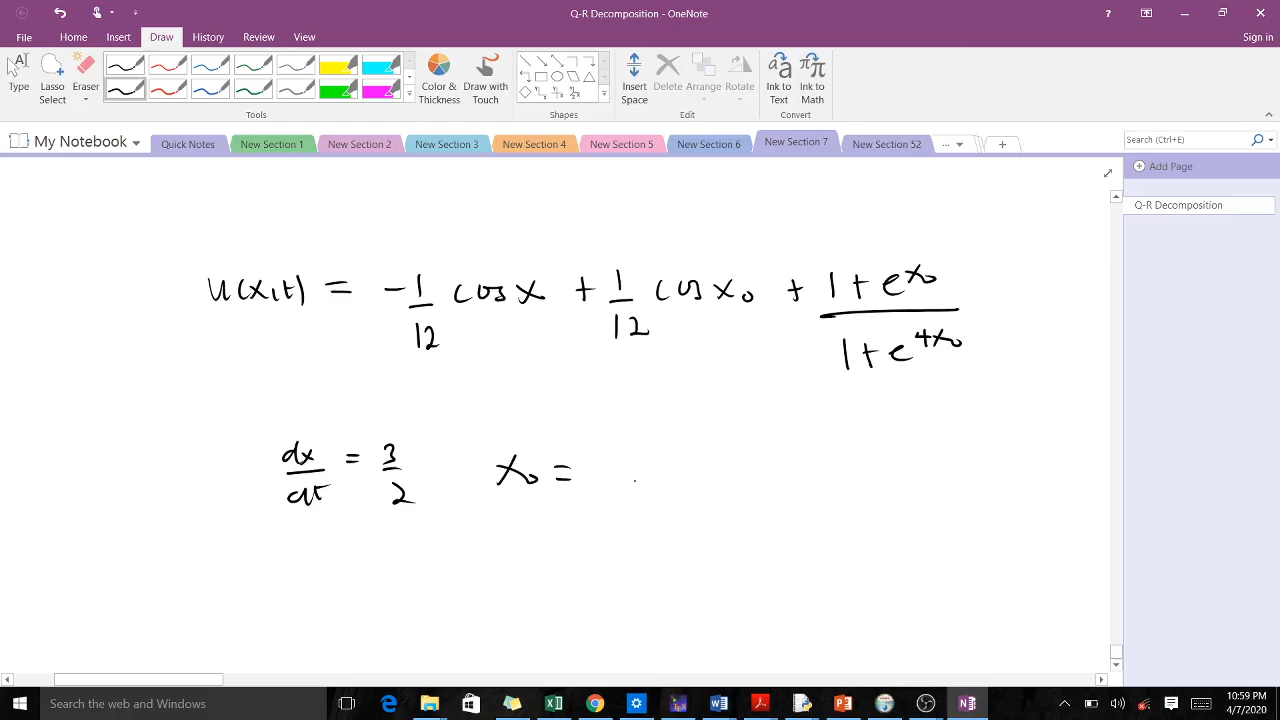 Q-R Decomposition - OneNote
File Home Insert Draw History Review View Sign in
Type Lasso Select Eraser Color & Thickness Draw with Touch Insert Space Delete Arrange Rotate Ink to Text Ink to Math
Tools Shapes Edit Convert
My Notebook Quick Notes New Section 1 New Section 2 New Section 3 New Section 4 New Section 5 New Section 6 New Section 7 New Section 52 ... + Search (Ctrl+E)
Add Page
Q-R Decomposition
u(x,t) = -1/12 cos x + 1/12 cos x₀ + (1 + e^{x₀})/(1 + e^{4x₀})
dx/dt = 3/2 x₀ =
Search the web and Windows
10:59 PM
4/7/2020